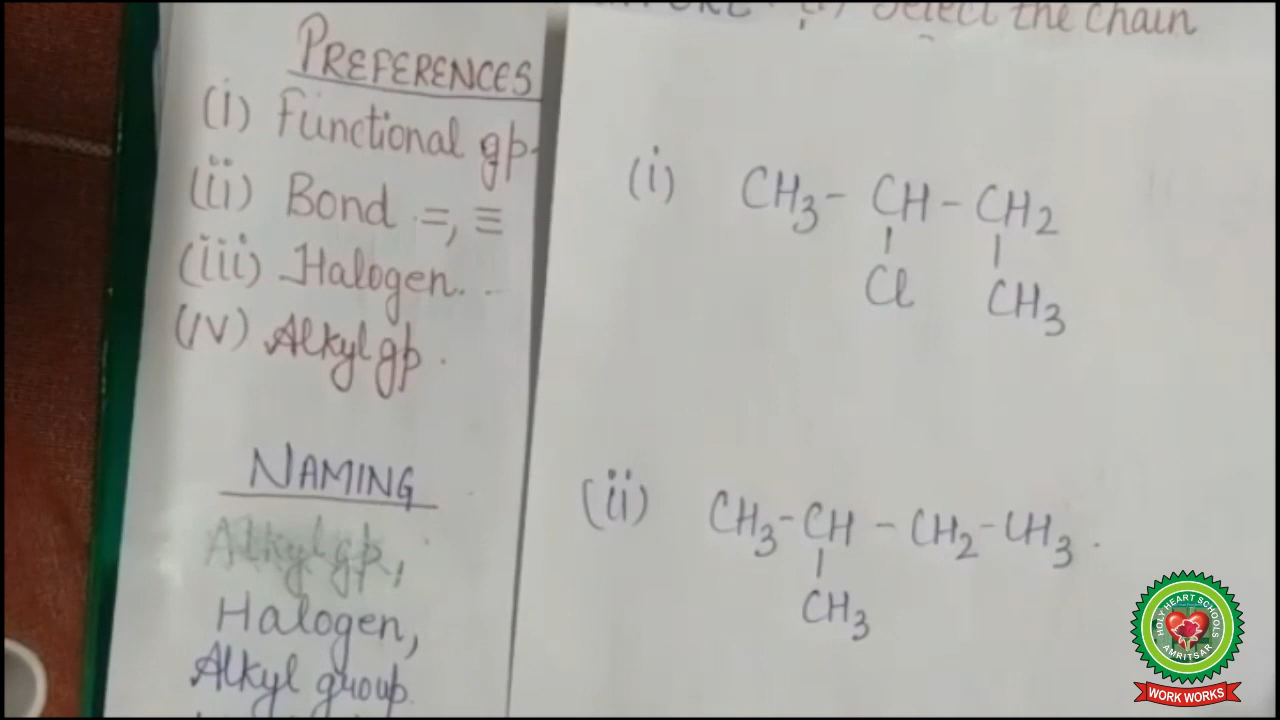 PREFERENCES
(i) Functional gp.
(ii) Bond =, ≡
(iii) Halogen.
(iv) Alkyl gp.
NAMING
Alkyl gp,
Halogen,
Alkyl group.
(i) Select the chain
(i) CH3 - CH - CH2
Cl CH3
(ii) CH3 - CH - CH2 - CH3.
CH3
HOLY HEART SCHOOLS
AMRITSAR
WORK WORKS